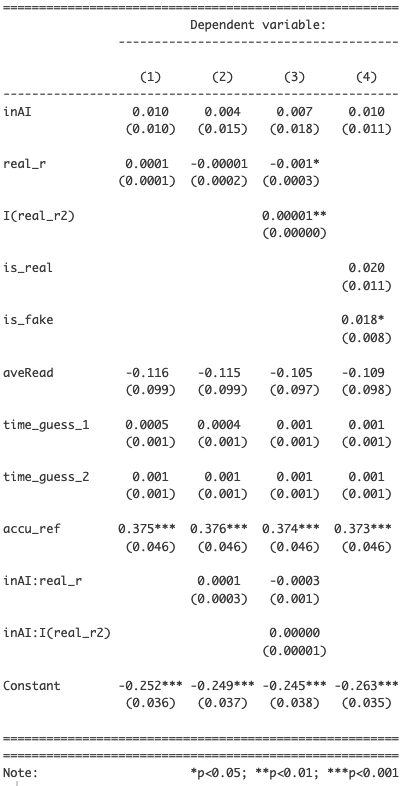 Dependent variable:
(1) (2) (3) (4)
inAI 0.010 0.004 0.007 0.010
(0.010) (0.015) (0.018) (0.011)
real_r 0.0001 -0.00001 -0.001*
(0.0001) (0.0002) (0.0003)
I(real_r2) 0.00001**
(0.00000)
is_real 0.020
(0.011)
is_fake 0.018*
(0.008)
aveRead -0.116 -0.115 -0.105 -0.109
(0.099) (0.099) (0.097) (0.098)
time_guess_1 0.0005 0.0004 0.001 0.001
(0.001) (0.001) (0.001) (0.001)
time_guess_2 0.001 0.001 0.001 0.001
(0.001) (0.001) (0.001) (0.001)
accu_ref 0.375*** 0.376*** 0.374*** 0.373***
(0.046) (0.046) (0.046) (0.046)
inAI:real_r 0.0001 -0.0003
(0.0003) (0.001)
inAI:I(real_r2) 0.00000
(0.00001)
Constant -0.252*** -0.249*** -0.245*** -0.263***
(0.036) (0.037) (0.038) (0.035)
Note: *p<0.05; **p<0.01; ***p<0.001